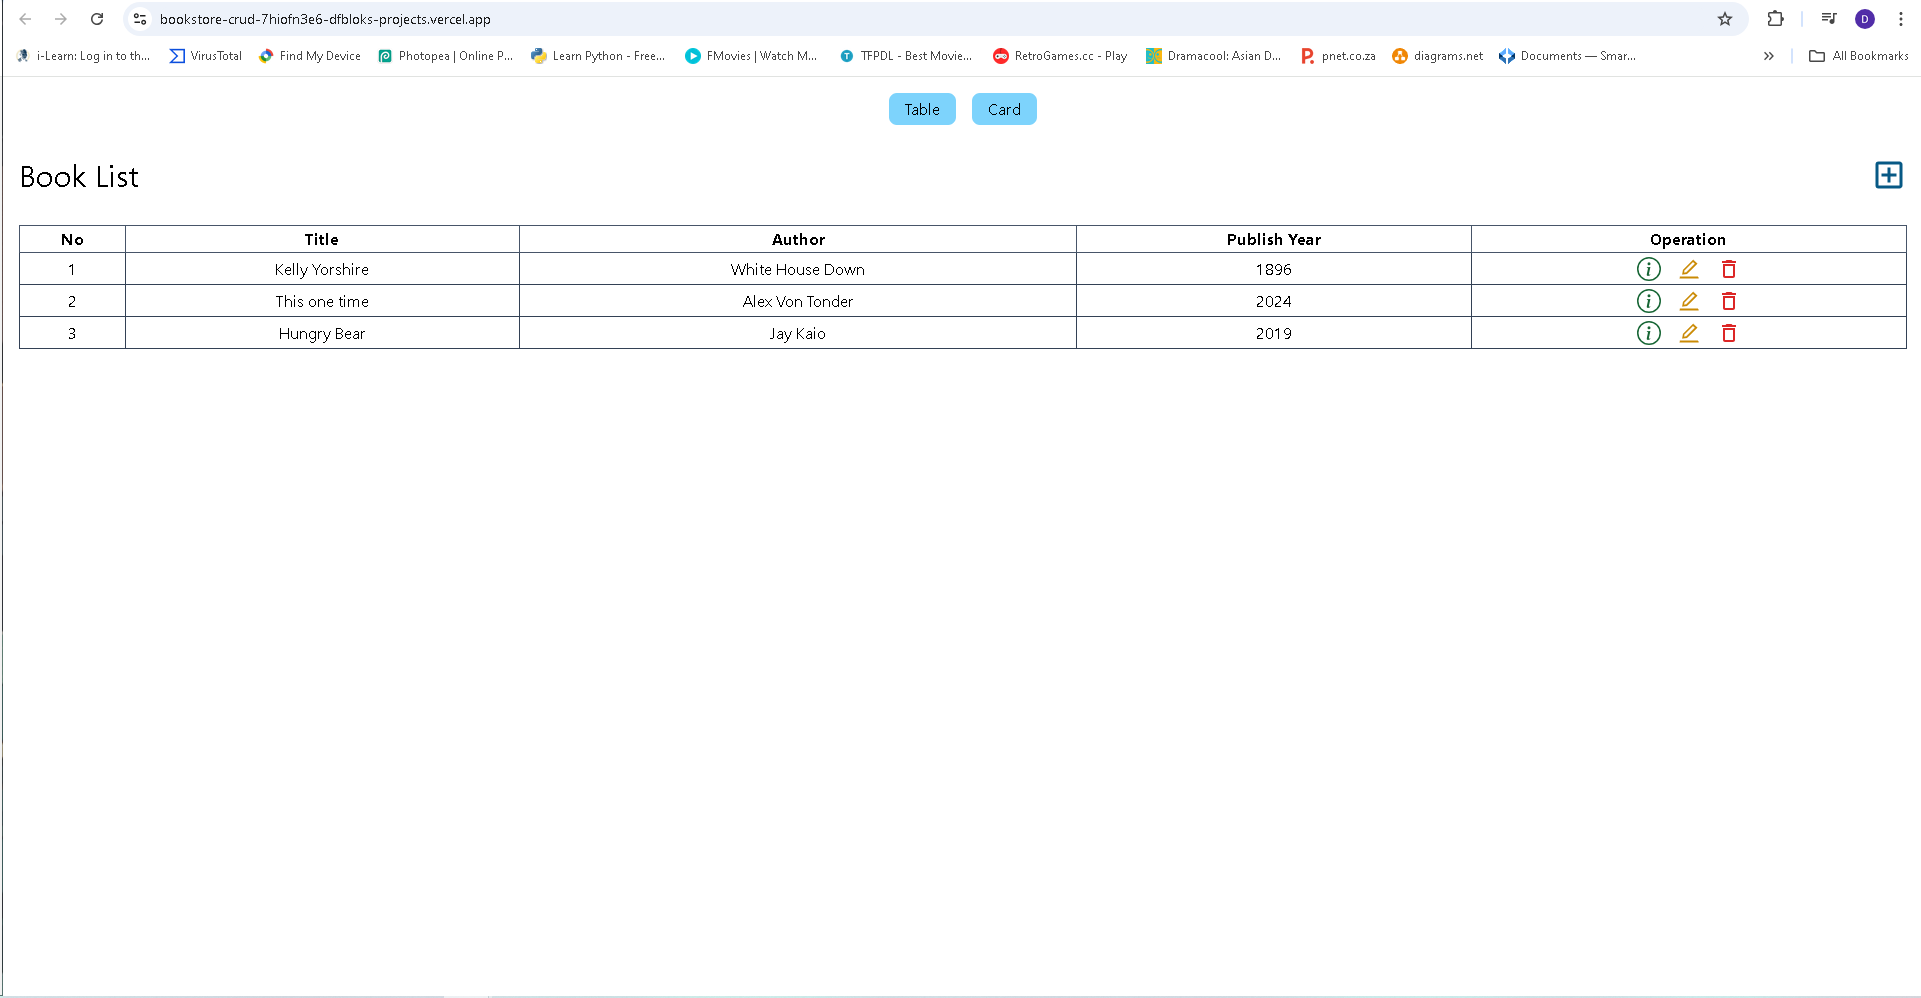 bookstore-crud-7hiofn3e6-dfbloks-projects.vercel.app
D
i-Learn: Log in to th... VirusTotal Find My Device Photopea | Online P... Learn Python - Free... FMovies | Watch M... TFPDL - Best Movie... RetroGames.cc - Play Dramacool: Asian D... pnet.co.za diagrams.net Documents — Smar... » All Bookmarks
Table Card
Book List
No Title Author Publish Year Operation
1 Kelly Yorshire White House Down 1896
2 This one time Alex Von Tonder 2024
3 Hungry Bear Jay Kaio 2019